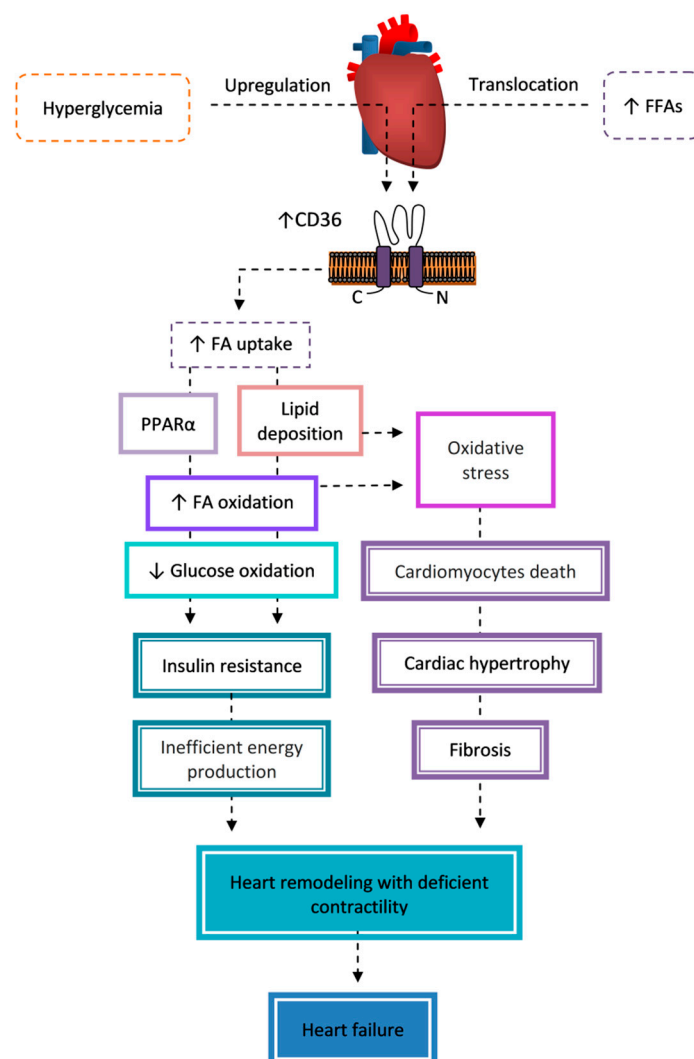 Upregulation
Translocation
Hyperglycemia
↑ FFAs
↑CD36
C
N
↑ FA uptake
PPARα
Lipid
deposition
Oxidative
stress
↑ FA oxidation
↓ Glucose oxidation
Cardiomyocytes death
Insulin resistance
Cardiac hypertrophy
Inefficient energy
production
Fibrosis
Heart remodeling with deficient
contractility
Heart failure